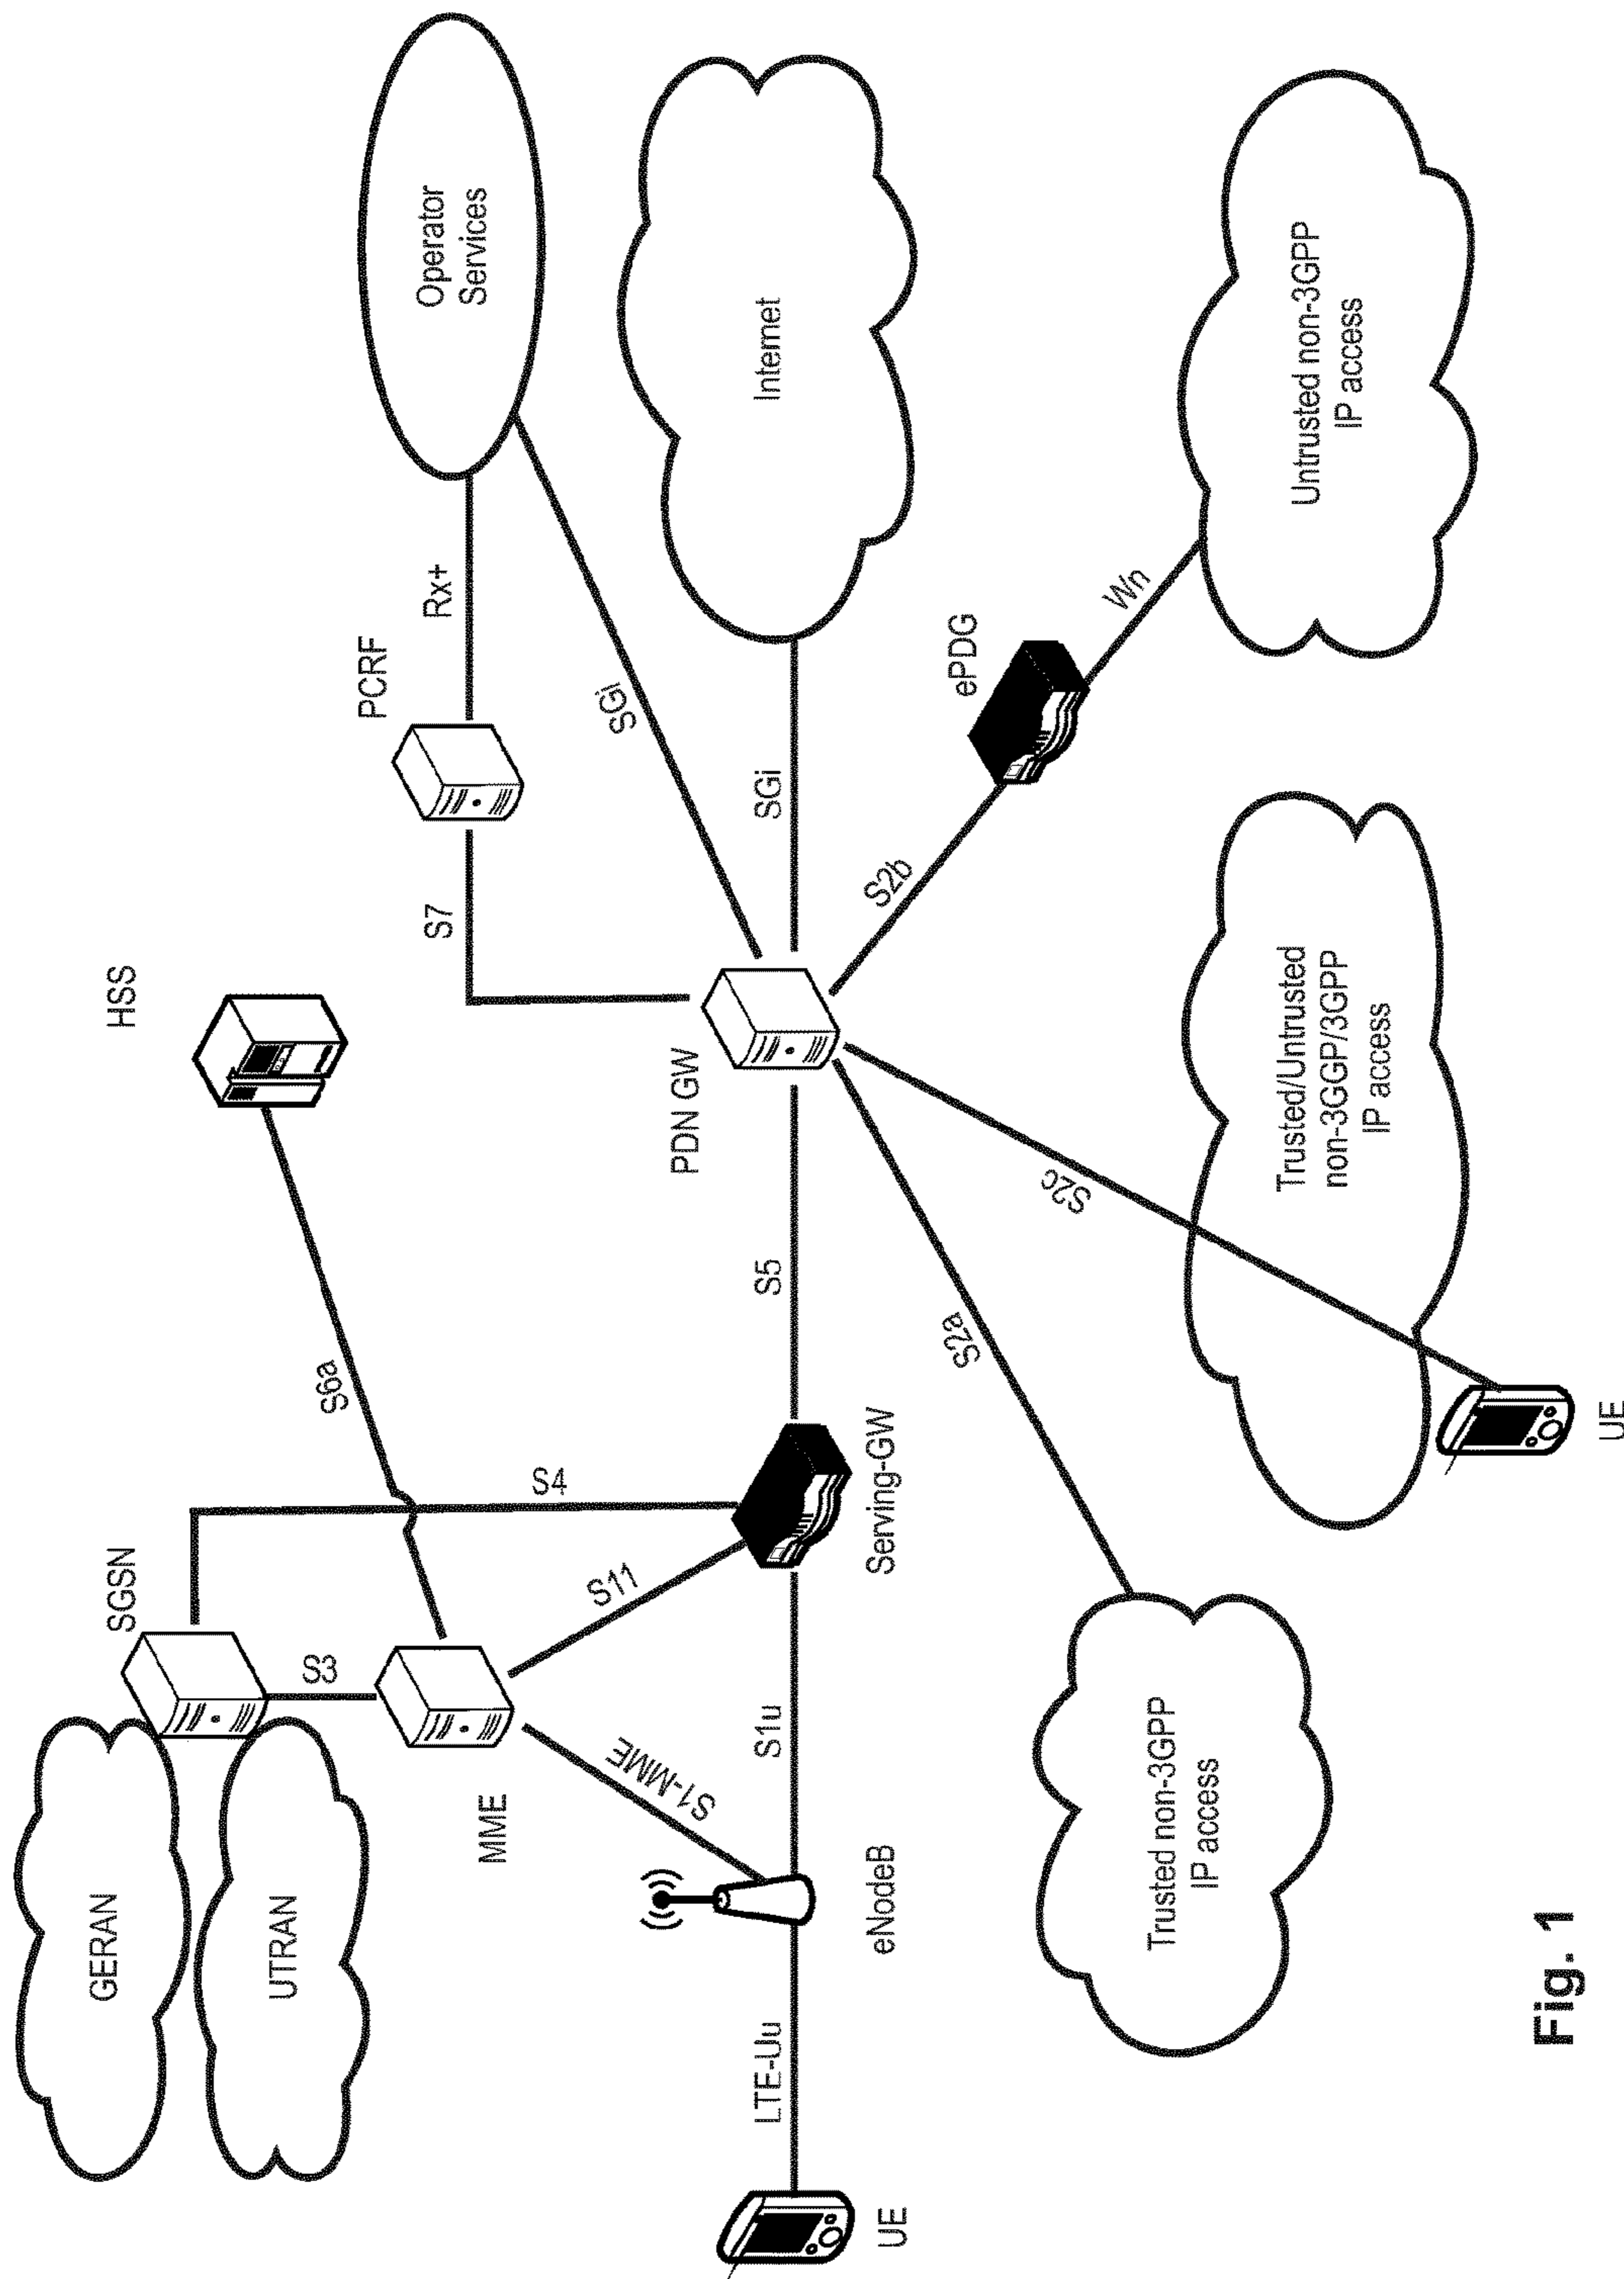 GERAN
UTRAN
SGSN
HSS
S3
S6a
S4
MME
S11
S1-MME
PCRF
S7
Rx+
Operator
Services
SGi
Internet
SGi
UE
LTE-Uu
eNodeB
S1u
Serving-GW
S5
PDN GW
S2b
ePDG
Wn
Untrusted non-3GPP
IP access
S2a
S2c
Trusted non-3GPP
IP access
Trusted/Untrusted
non-3GGP/3GPP
IP access
UE
Fig. 1